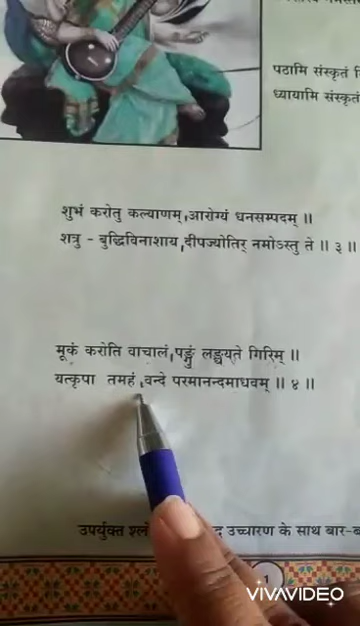 पठामि संस्कृतं
ध्यायामि संस्कृतं
शुभं करोतु कल्याणम्,आरोग्यं धनसम्पदम् ॥
शत्रु - बुद्धिविनाशाय,दीपज्योतिर् नमोऽस्तु ते ॥ ३ ॥
मूकं करोति वाचालं,पङ्गुं लङ्घयते गिरिम् ॥
यत्कृपा तमहं,वन्दे परमानन्दमाधवम् ॥ ४ ॥
उपर्युक्त उच्चारण के साथ
1
VIVAVIDEO